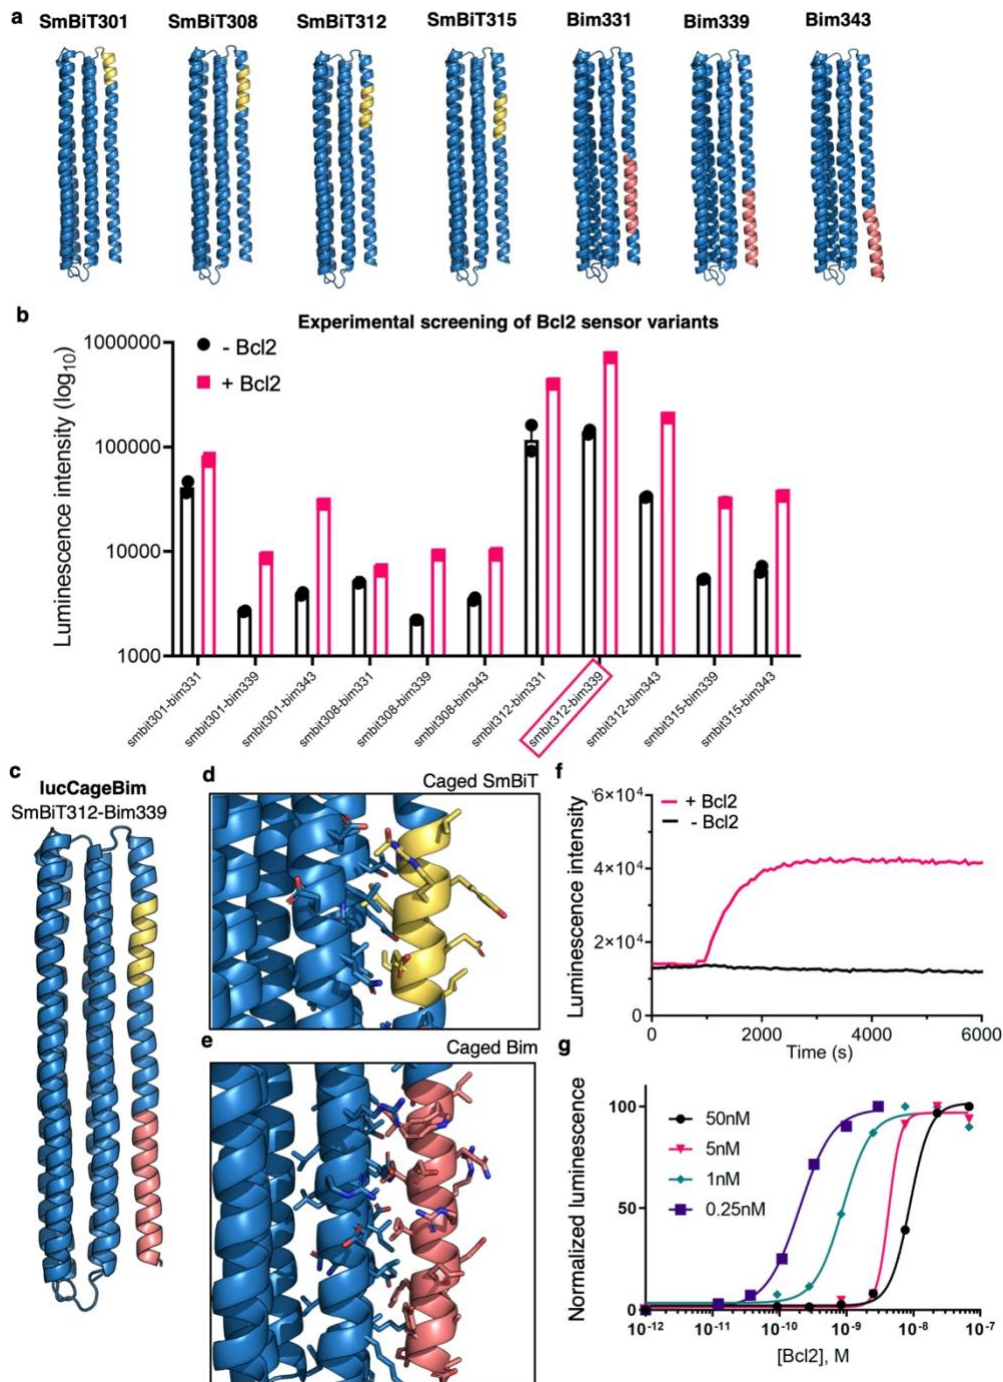 a
SmBiT301 SmBiT308 SmBiT312 SmBiT315 Bim331 Bim339 Bim343
b
Experimental screening of Bcl2 sensor variants
Luminescence intensity (log10)
1000000
100000
10000
1000
- Bcl2
+ Bcl2
smbit301-bim331
smbit301-bim339
smbit301-bim343
smbit308-bim331
smbit308-bim339
smbit308-bim343
smbit312-bim331
smbit312-bim339
smbit312-bim343
smbit315-bim339
smbit315-bim343
c
lucCageBim
SmBiT312-Bim339
d
Caged SmBiT
e
Caged Bim
f
Luminescence intensity
6×10⁴
4×10⁴
2×10⁴
0
+ Bcl2
- Bcl2
0 2000 4000 6000
Time (s)
g
Normalized luminescence
100
50
0
50nM
5nM
1nM
0.25nM
10⁻¹² 10⁻¹¹ 10⁻¹⁰ 10⁻⁹ 10⁻⁸ 10⁻⁷
[Bcl2], M